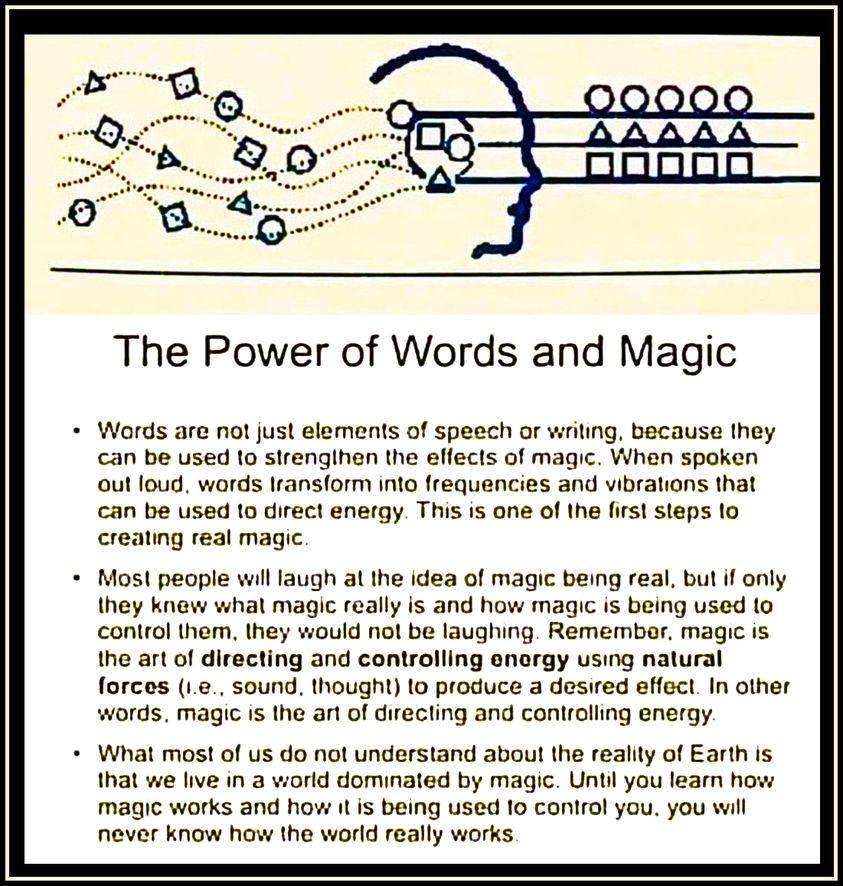 The Power of Words and Magic
• Words are not just elements of speech or writing, because they
can be used to strengthen the effects of magic. When spoken
out loud, words transform into frequencies and vibrations that
can be used to direct energy. This is one of the first steps to
creating real magic.
• Most people will laugh at the idea of magic being real, but if only
they knew what magic really is and how magic is being used to
control them, they would not be laughing. Remember, magic is
the art of directing and controlling energy using natural
forces (i.e., sound, thought) to produce a desired effect. In other
words, magic is the art of directing and controlling energy.
• What most of us do not understand about the reality of Earth is
that we live in a world dominated by magic. Until you learn how
magic works and how it is being used to control you, you will
never know how the world really works.